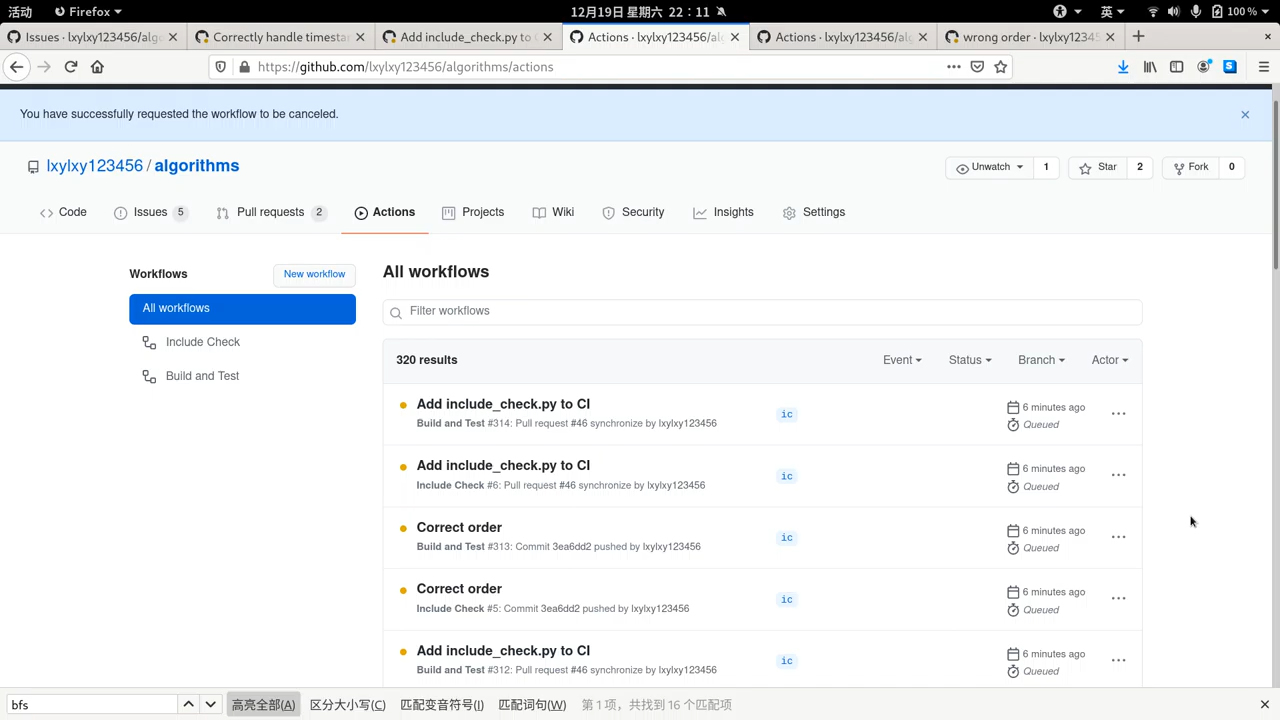 活动 Firefox 12月19日 星期六 22：11 英 100 %
Issues · lxylxy123456/algo Correctly handle timestar Add include_check.py to C Actions · lxylxy123456/alg Actions · lxylxy123456/alg wrong order · lxylxy12345
https://github.com/lxylxy123456/algorithms/actions
You have successfully requested the workflow to be canceled.
lxylxy123456 / algorithms Unwatch 1 Star 2 Fork 0
Code Issues 5 Pull requests 2 Actions Projects Wiki Security Insights Settings
Workflows New workflow
All workflows
Include Check
Build and Test
All workflows
Filter workflows
320 results Event Status Branch Actor
Add include_check.py to CI
Build and Test #314: Pull request #46 synchronize by lxylxy123456
ic
6 minutes ago
Queued
Add include_check.py to CI
Include Check #6: Pull request #46 synchronize by lxylxy123456
ic
6 minutes ago
Queued
Correct order
Build and Test #313: Commit 3ea6dd2 pushed by lxylxy123456
ic
6 minutes ago
Queued
Correct order
Include Check #5: Commit 3ea6dd2 pushed by lxylxy123456
ic
6 minutes ago
Queued
Add include_check.py to CI
Build and Test #312: Pull request #46 synchronize by lxylxy123456
ic
6 minutes ago
Queued
bfs 高亮全部(A) 区分大小写(C) 匹配变音符号(I) 匹配词句(W) 第 1 项，共找到 16 个匹配项